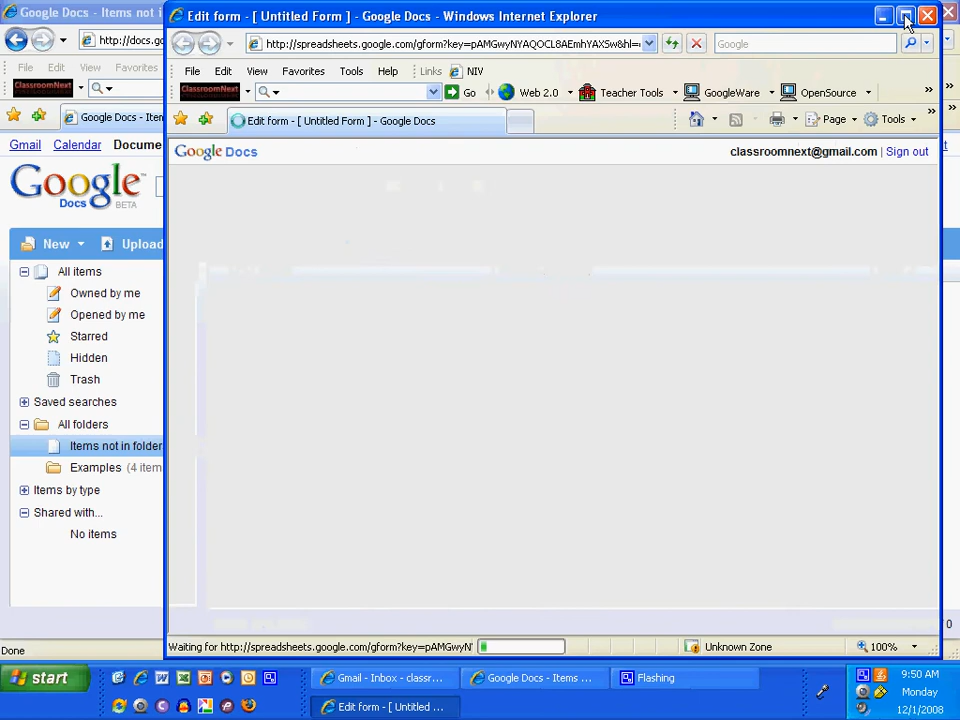 Google Docs - Items not i
Edit form - [ Untitled Form ] - Google Docs - Windows Internet Explorer
http://docs.go
http://spreadsheets.google.com/gform?key=pAMGwyNYAQOCL8AEmhYAXSw&hl=
Google
File Edit View Favorites
File Edit View Favorites Tools Help Links NIV
ClassroomNext
ClassroomNext Go Web 2.0 Teacher Tools GoogleWare OpenSource »
Google Docs - Iten
Edit form - [ Untitled Form ] - Google Docs
Page Tools »
Gmail Calendar Docume
Google Docs
classroomnext@gmail.com | Sign out
Google
Docs BETA
New Upload
All items
Owned by me
Opened by me
Starred
Hidden
Trash
Saved searches
All folders
Items not in folder
Examples (4 item
Items by type
Shared with...
No items
0
Done
Waiting for http://spreadsheets.google.com/gform?key=pAMGwyN
Unknown Zone
100%
start
Gmail - Inbox - classr...
Google Docs - Items ...
Flashing
Edit form - [ Untitled ...
9:50 AM
Monday
12/1/2008